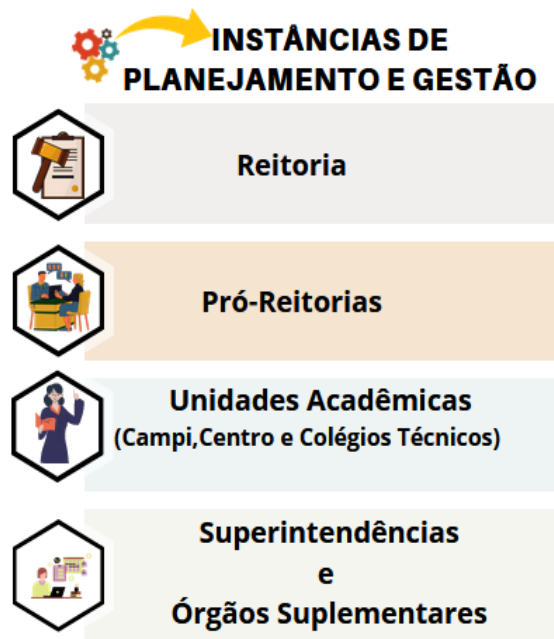 INSTÂNCIAS DE
PLANEJAMENTO E GESTÃO
Reitoria
Pró-Reitorias
Unidades Acadêmicas
(Campi,Centro e Colégios Técnicos)
Superintendências
e
Órgãos Suplementares